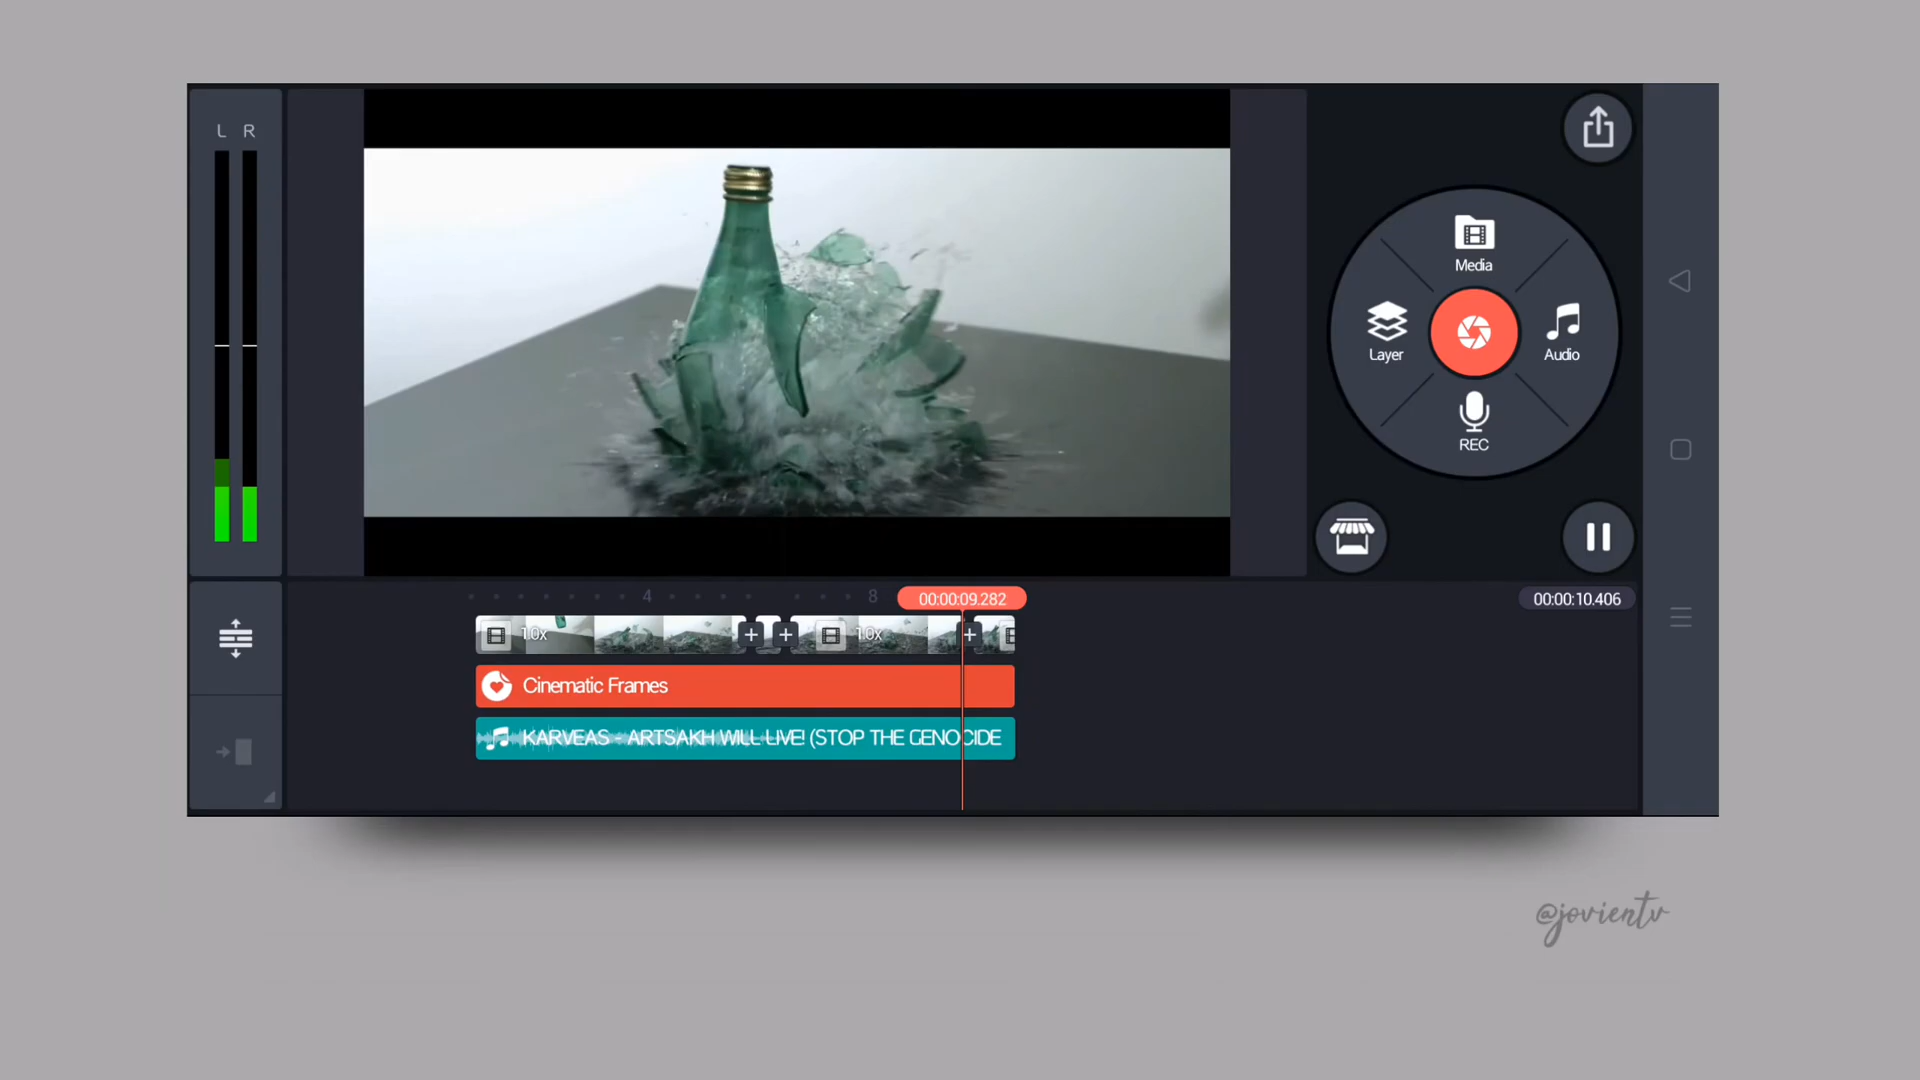 L R
Media
Layer
Audio
REC
4
8
00:00:09.282
00:00:10.406
1.0x
1.0x
Cinematic Frames
KARVEAS - ARTSAKH WILL LIVE! (STOP THE GENOCIDE
@jovientv